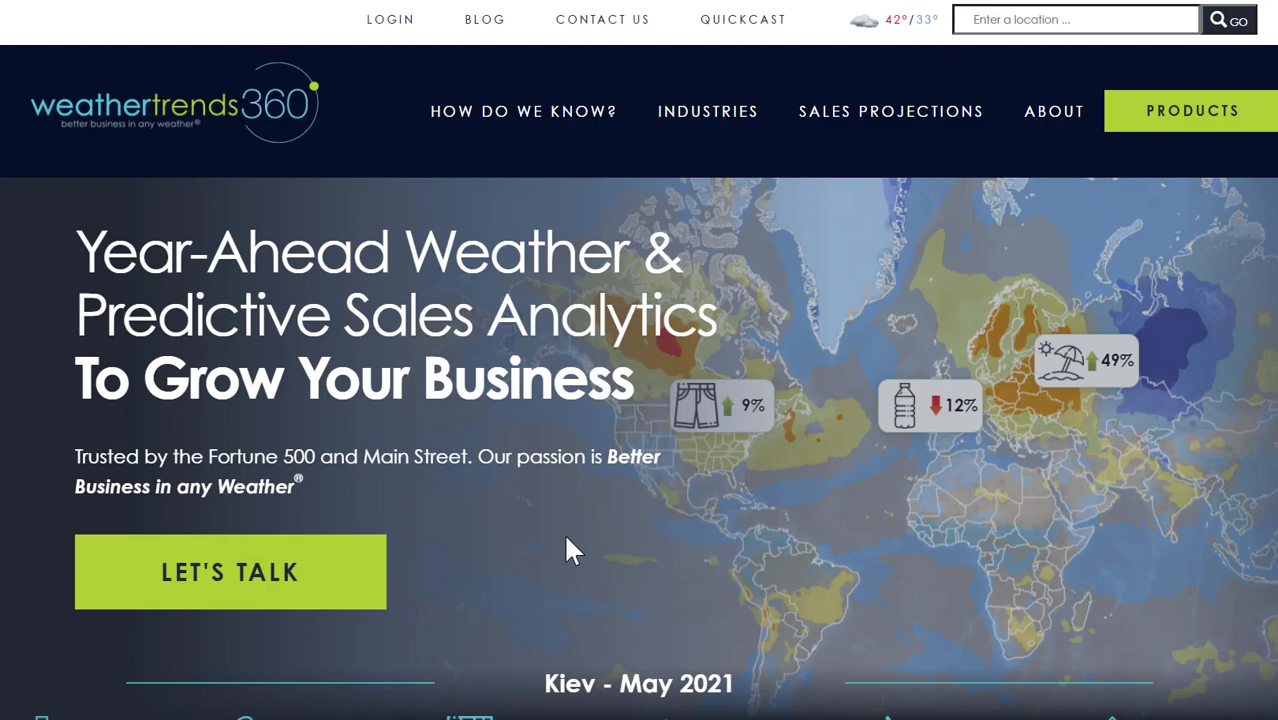 LOGIN BLOG CONTACT US QUICKCAST 42°/33° Enter a location ... GO
weathertrends360
better business in any weather®
HOW DO WE KNOW? INDUSTRIES SALES PROJECTIONS ABOUT PRODUCTS
Year-Ahead Weather &
Predictive Sales Analytics
To Grow Your Business
49%
9%
12%
Trusted by the Fortune 500 and Main Street. Our passion is Better
Business in any Weather®
LET'S TALK
Kiev - May 2021